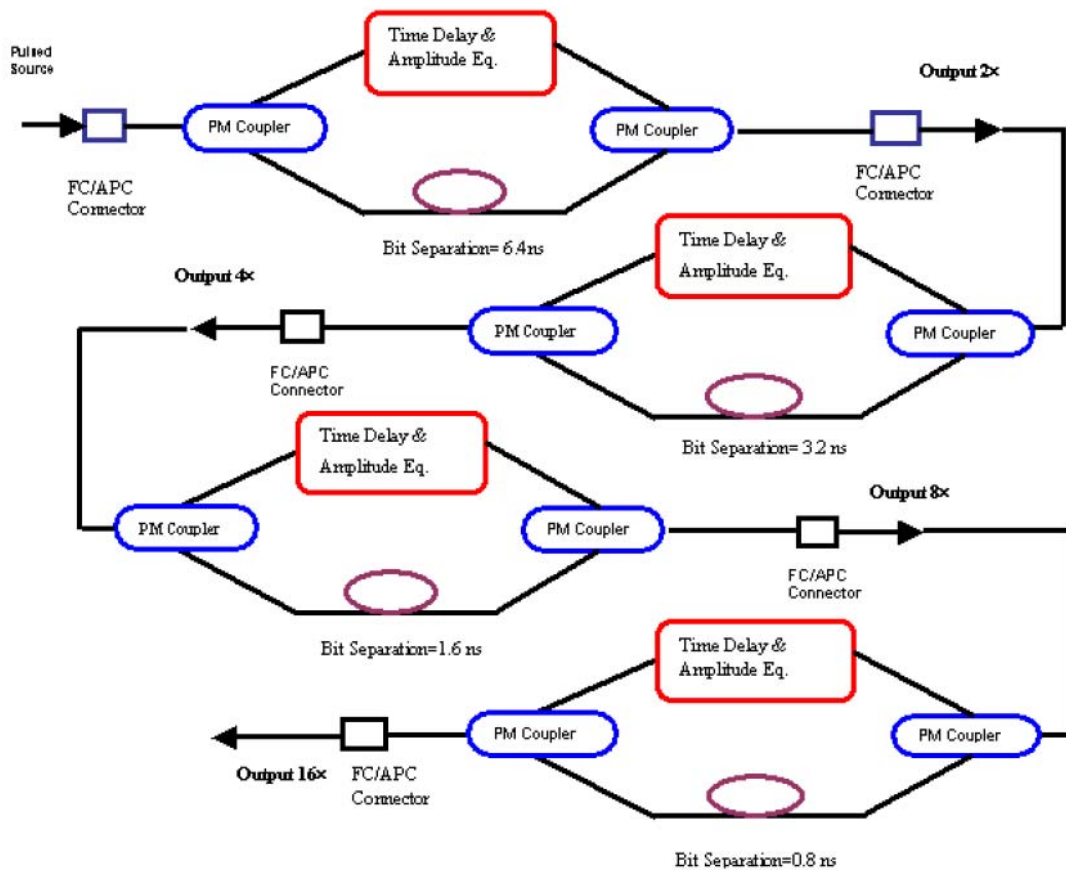 Pulsed
Source
Time Delay &
Amplitude Eq.
Output 2×
PM Coupler
PM Coupler
FC/APC
Connector
FC/APC
Connector
Bit Separation= 6.4ns
Time Delay &
Amplitude Eq.
Output 4×
PM Coupler
PM Coupler
FC/APC
Connector
Bit Separation= 3.2 ns
Time Delay &
Amplitude Eq.
Output 8×
PM Coupler
PM Coupler
FC/APC
Connector
Bit Separation=1.6 ns
Time Delay &
Amplitude Eq.
PM Coupler
PM Coupler
Output 16×
FC/APC
Connector
Bit Separation=0.8 ns